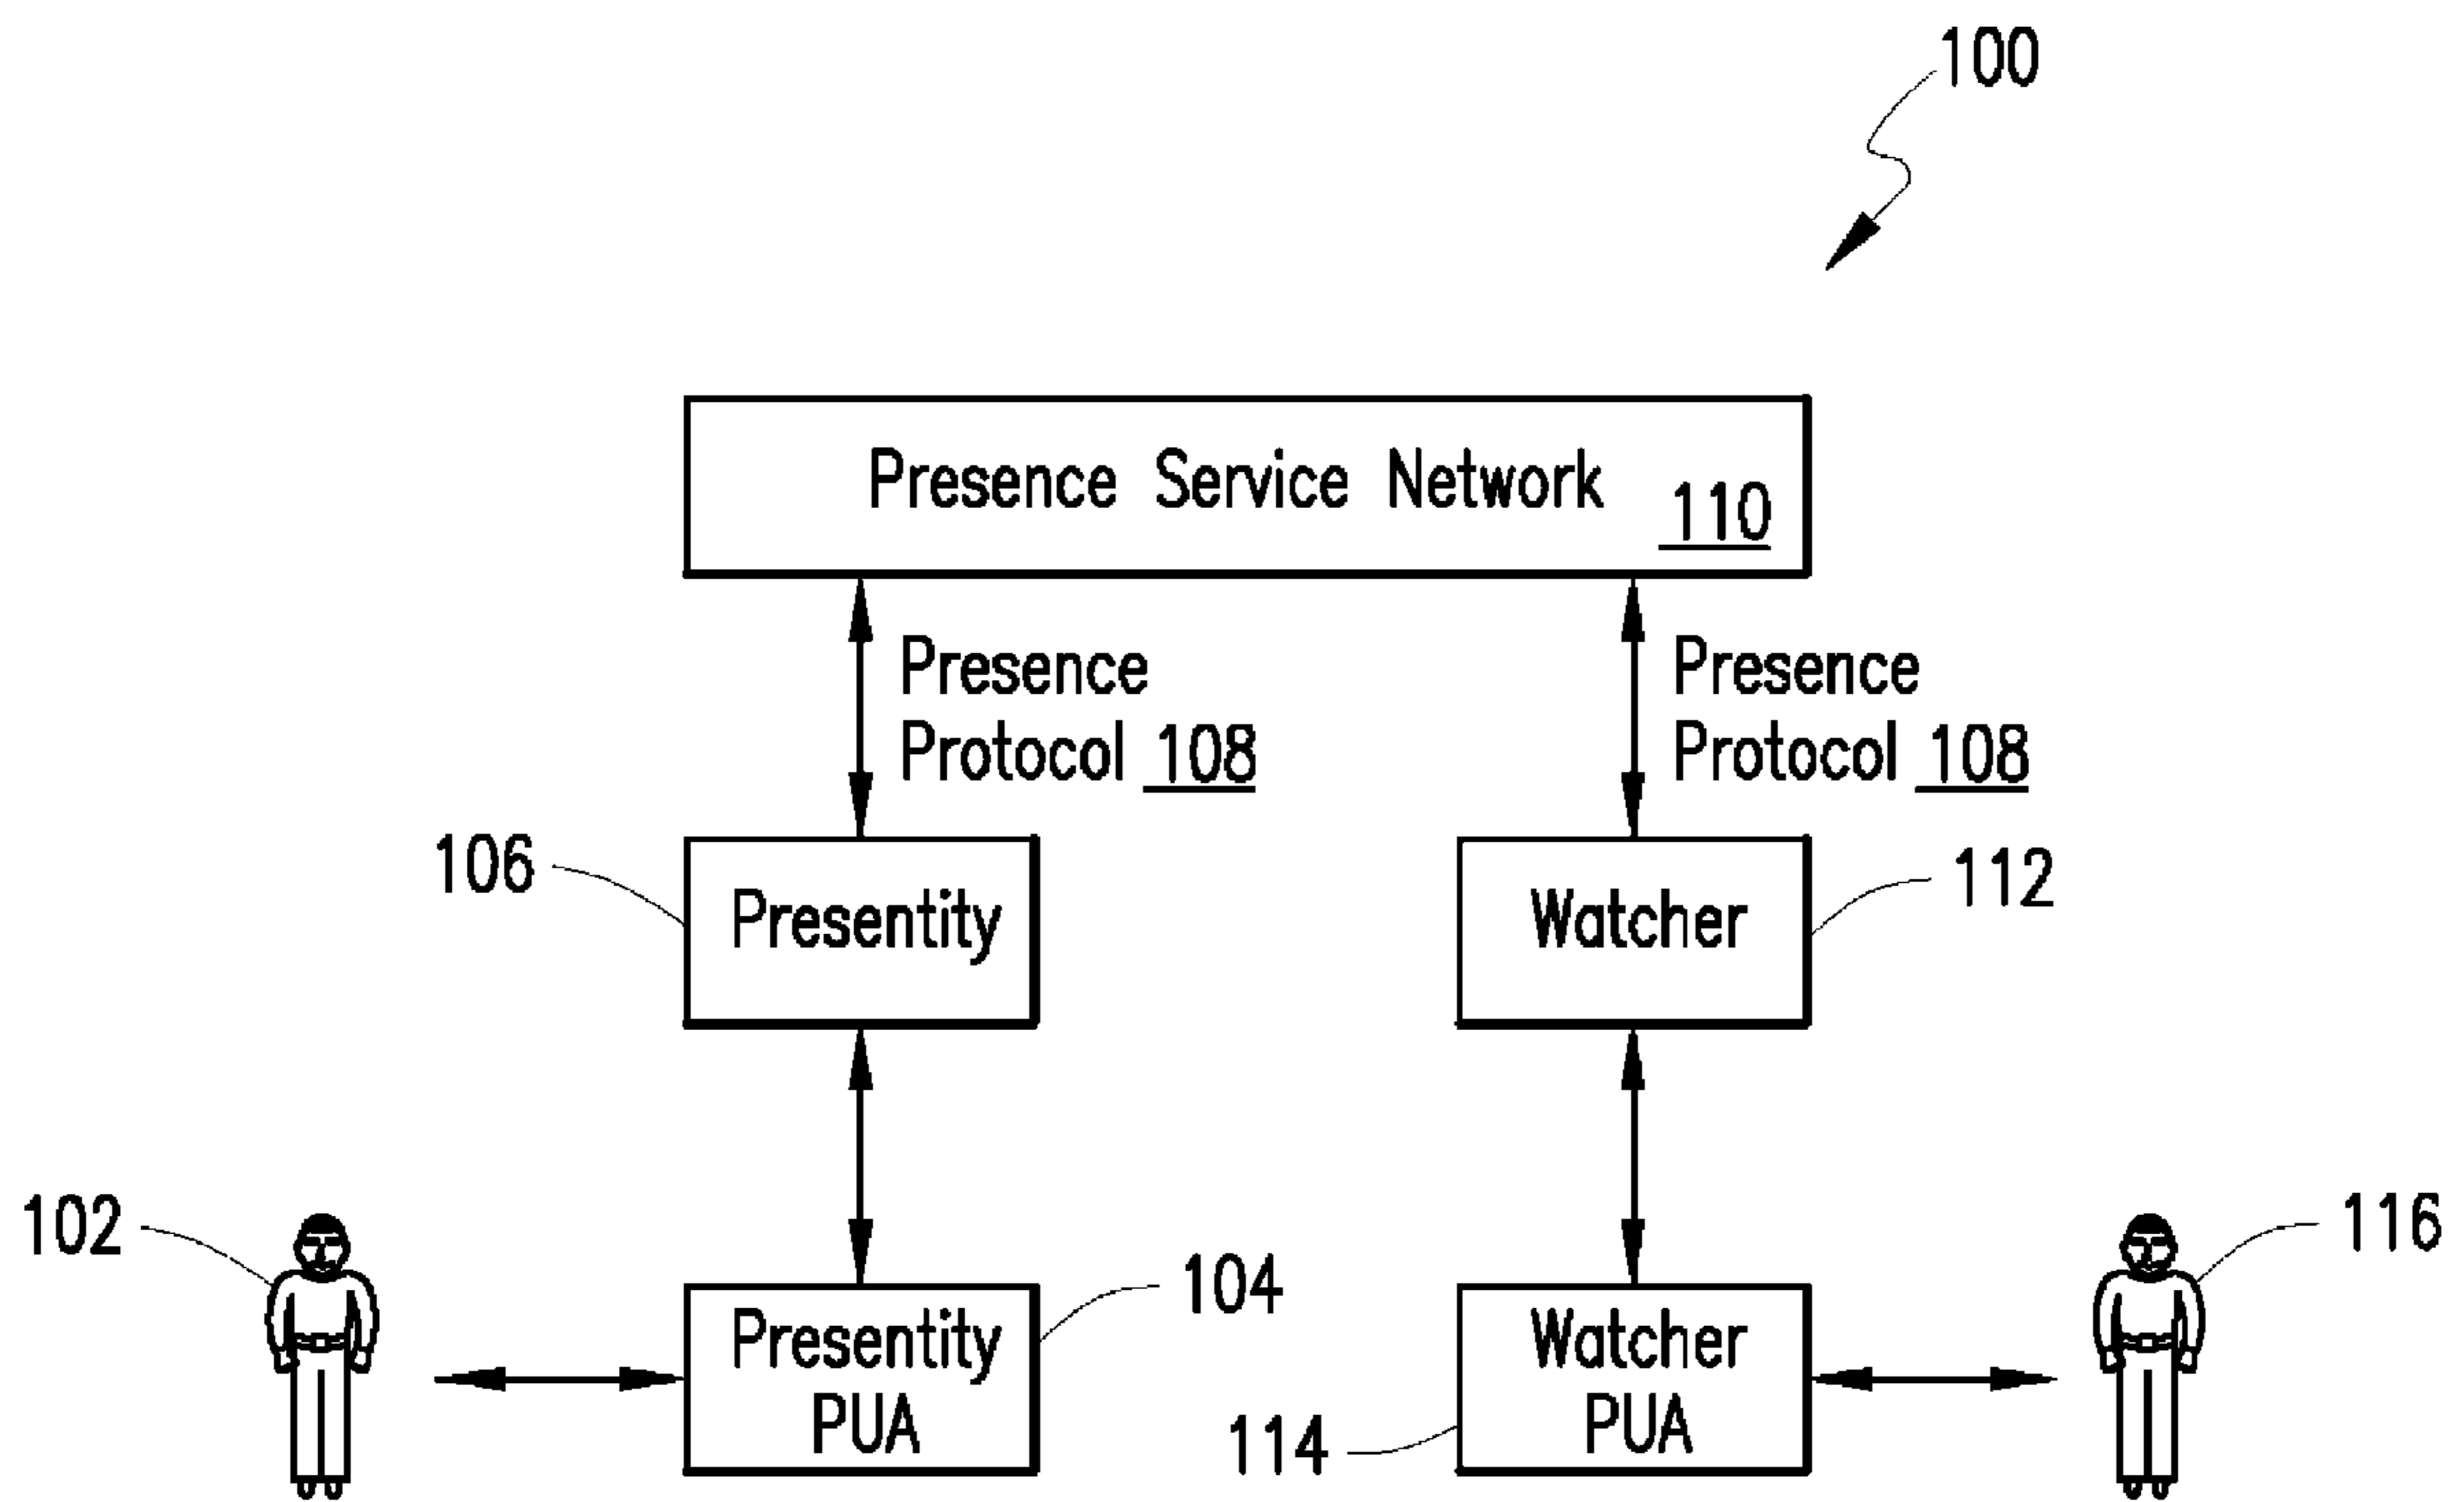 100
Presence Service Network
110
Presence
Protocol 108
Presence
Protocol 108
106
Presentity
Watcher
112
102
Presentity
PUA
104
114
Watcher
PUA
116